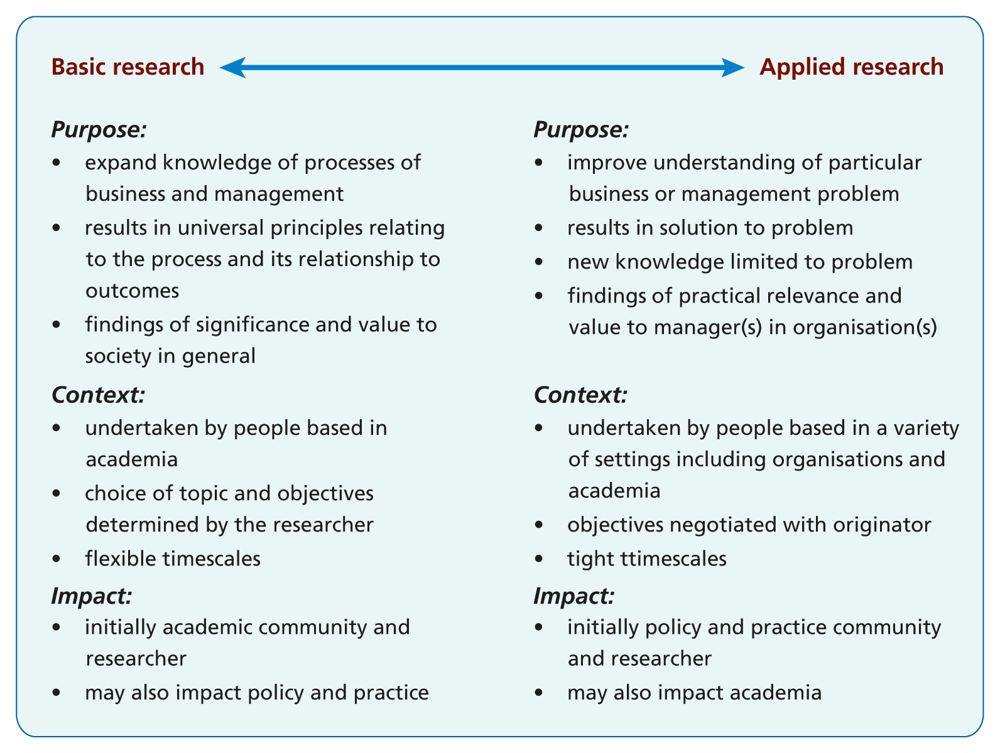 Basic research
Applied research
Purpose:
• expand knowledge of processes of
business and management
• results in universal principles relating
to the process and its relationship to
outcomes
• findings of significance and value to
society in general
Context:
• undertaken by people based in
academia
• choice of topic and objectives
determined by the researcher
• flexible timescales
Impact:
• initially academic community and
researcher
• may also impact policy and practice
Purpose:
• improve understanding of particular
business or management problem
• results in solution to problem
• new knowledge limited to problem
• findings of practical relevance and
value to manager(s) in organisation(s)
Context:
• undertaken by people based in a variety
of settings including organisations and
academia
• objectives negotiated with originator
• tight ttimescales
Impact:
• initially policy and practice community
and researcher
• may also impact academia